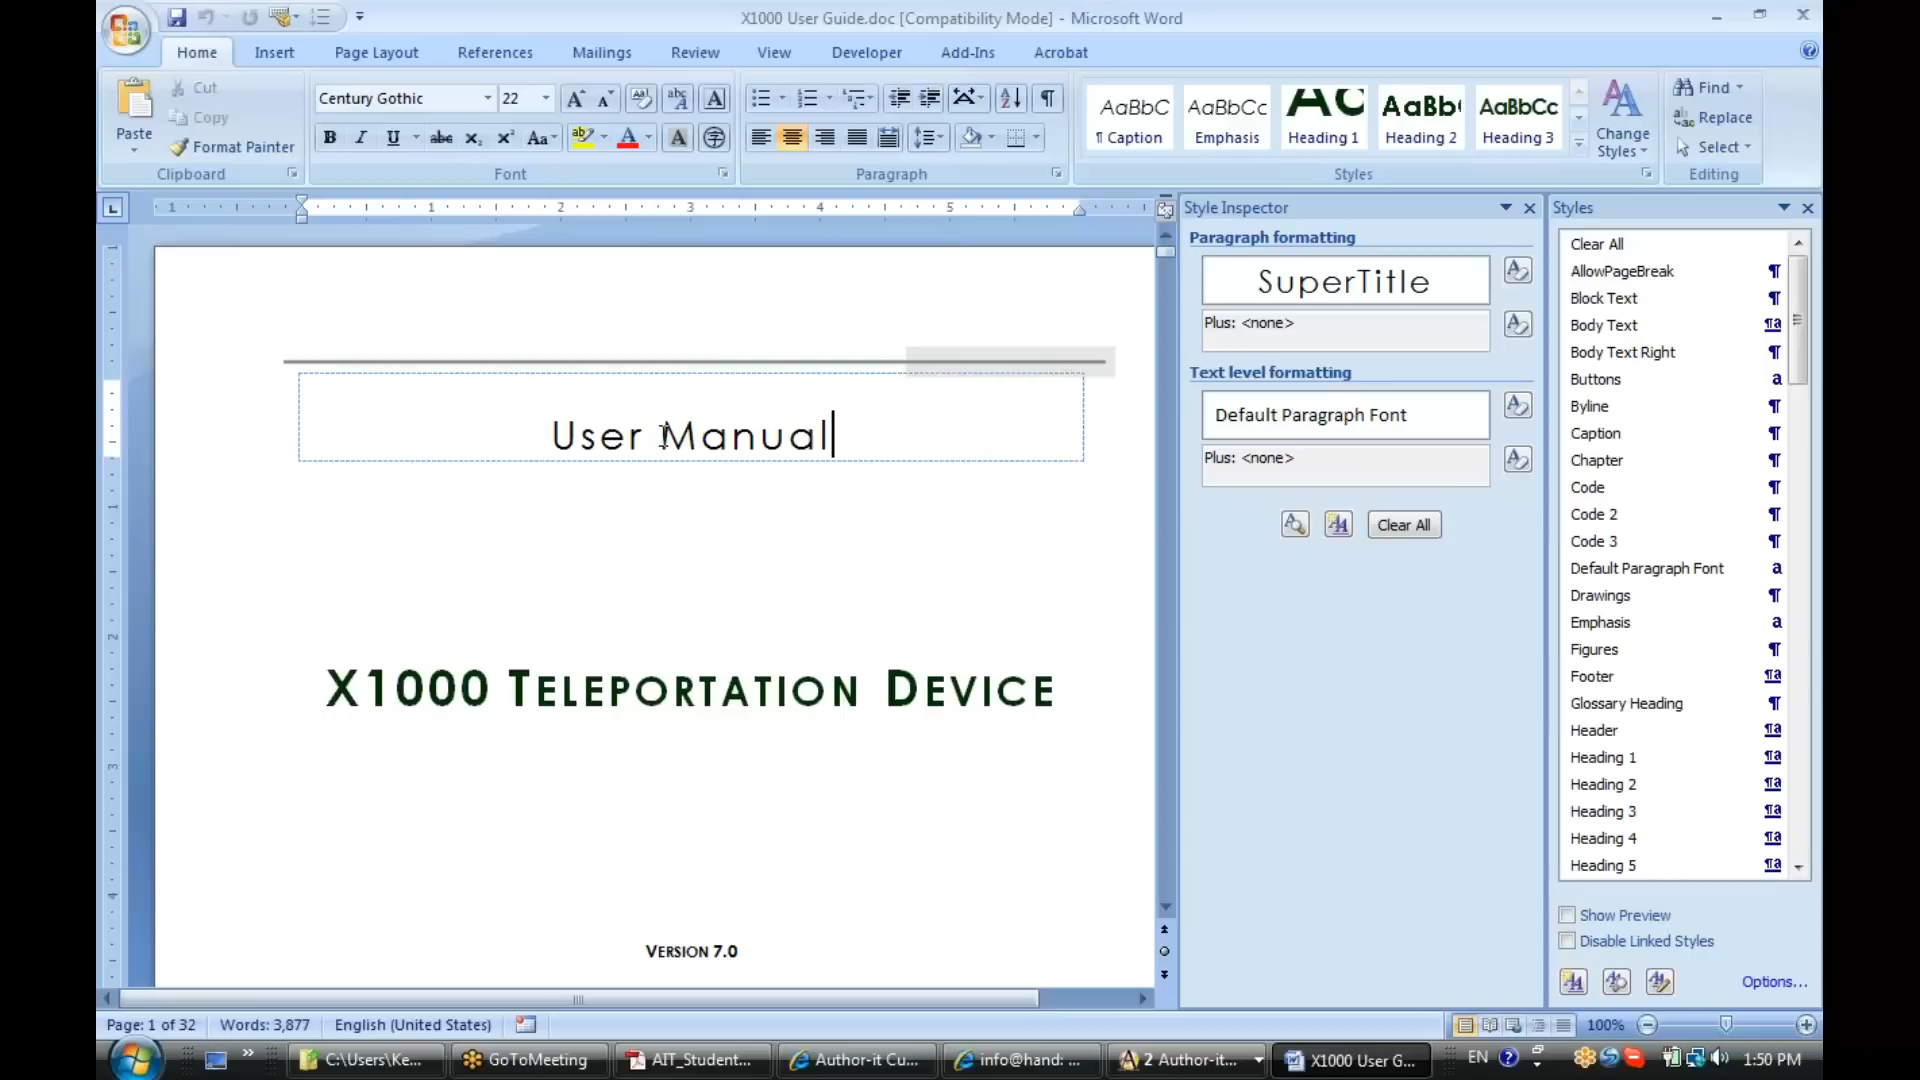 X1000 User Guide.doc [Compatibility Mode] - Microsoft Word
Home Insert Page Layout References Mailings Review View Developer Add-Ins Acrobat
Paste
Cut
Copy
Format Painter
Clipboard
Century Gothic 22
Font
Paragraph
AaBbC AaBbCc AC AaBb AaBbCc
¶ Caption Emphasis Heading 1 Heading 2 Heading 3
Change Styles
Styles
Find
Replace
Select
Editing
1 1 2 3 4 5
Style Inspector
Paragraph formatting
SuperTitle
Plus: <none>
Text level formatting
Default Paragraph Font
Plus: <none>
Clear All
Styles
Clear All
AllowPageBreak ¶
Block Text ¶
Body Text ¶a
Body Text Right ¶
Buttons a
Byline ¶
Caption ¶
Chapter ¶
Code ¶
Code 2 ¶
Code 3 ¶
Default Paragraph Font a
Drawings ¶
Emphasis a
Figures ¶
Footer ¶a
Glossary Heading ¶
Header ¶a
Heading 1 ¶a
Heading 2 ¶a
Heading 3 ¶a
Heading 4 ¶a
Heading 5 ¶a
Show Preview
Disable Linked Styles
Options...
User Manual
X1000 TELEPORTATION DEVICE
VERSION 7.0
Page: 1 of 32 Words: 3,877 English (United States) 100%
C:\Users\Ke... GoToMeeting AIT_Student... Author-it Cu... info@hand: ... 2 Author-it... X1000 User G... EN 1:50 PM